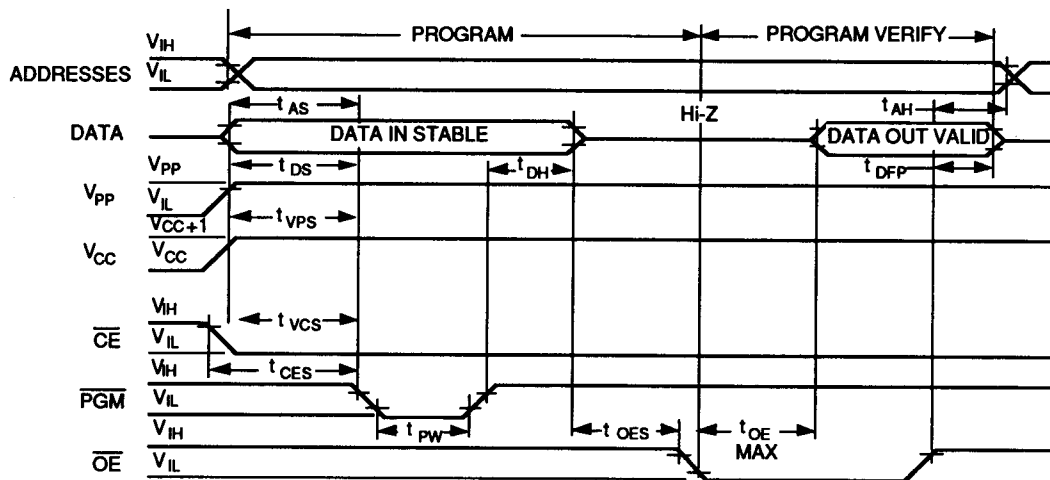 PROGRAM PROGRAM VERIFY
VIH
ADDRESSES VIL
tAS Hi-Z tAH
DATA DATA IN STABLE DATA OUT VALID
VPP tDS tDH tDFP
VPP VIL
VCC+1 tVPS
VCC VCC
VIH
tVCS
CE VIL
VIH tCES
PGM VIL
VIH tPW tOES tOE
MAX
OE VIL